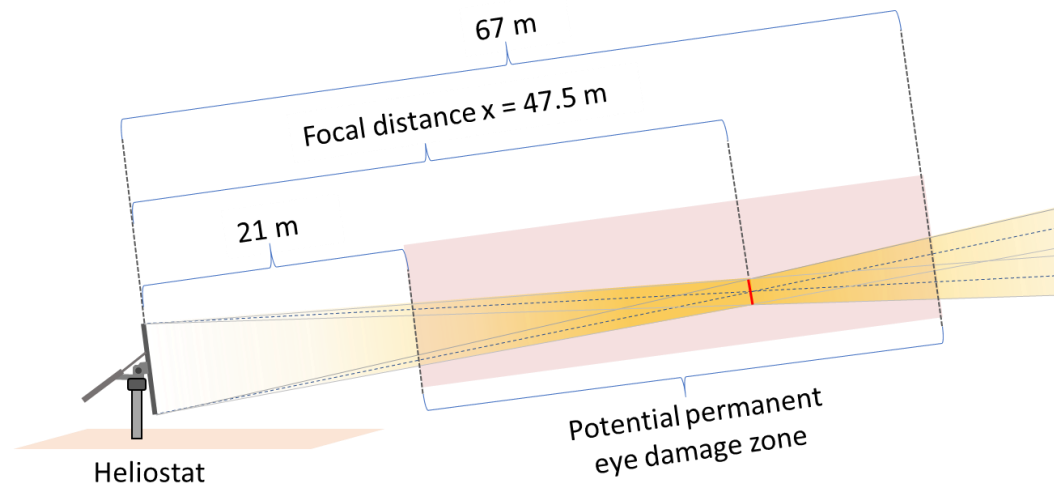 67 m
Focal distance x = 47.5 m
21 m
Potential permanent
eye damage zone
Heliostat